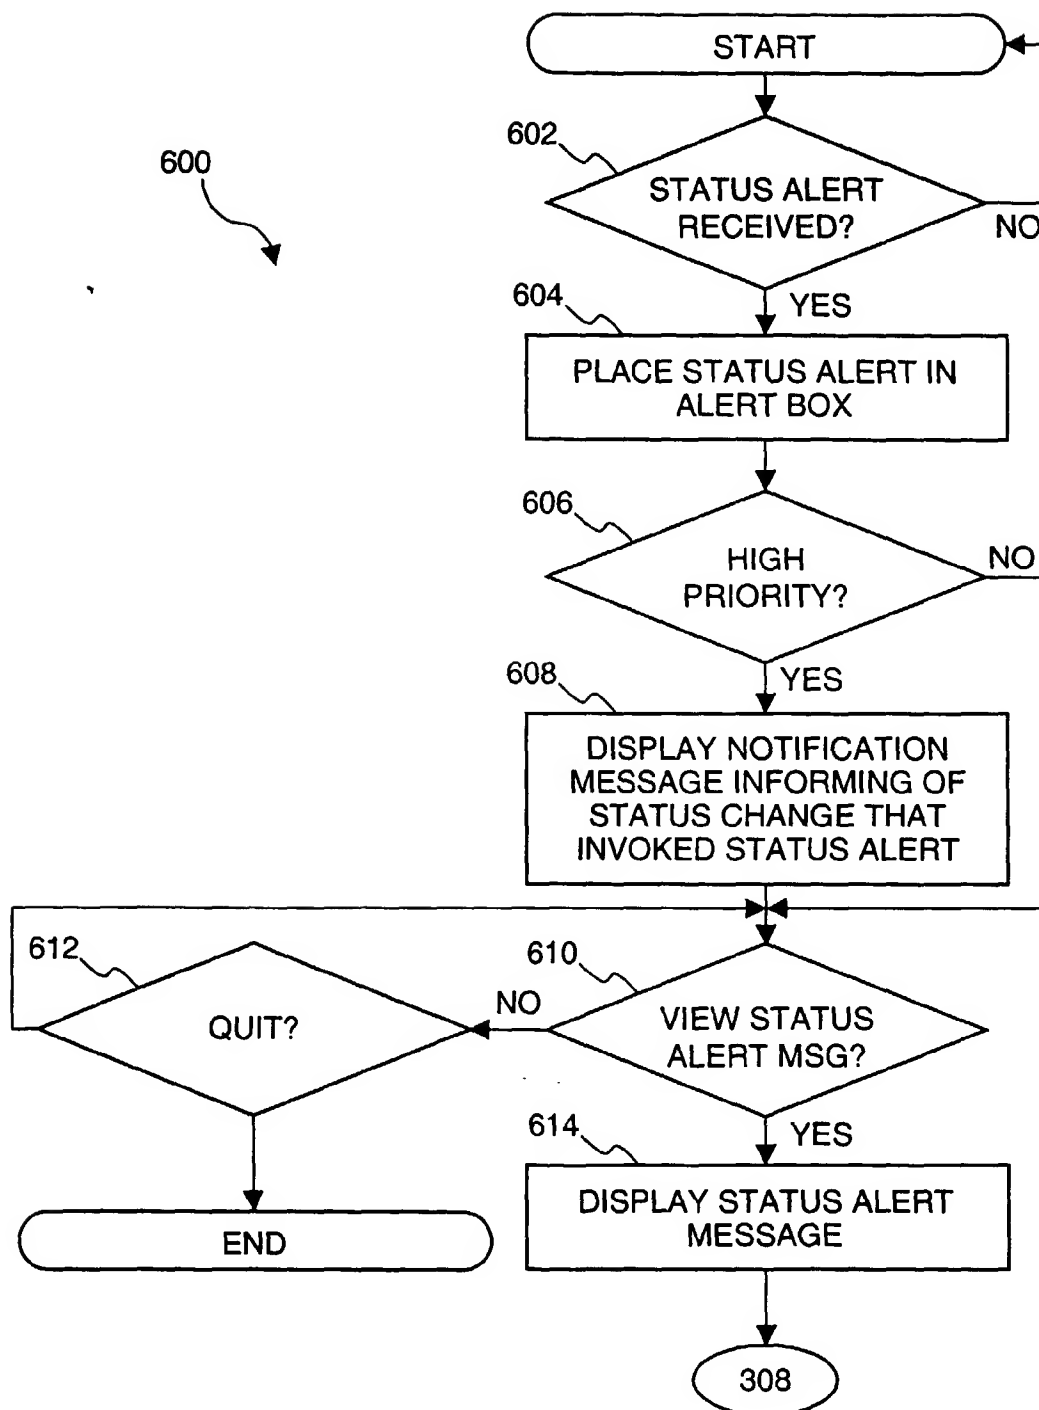 START
602
600
STATUS ALERT
RECEIVED?
NO
604
YES
PLACE STATUS ALERT IN
ALERT BOX
606
HIGH
PRIORITY?
NO
608
YES
DISPLAY NOTIFICATION
MESSAGE INFORMING OF
STATUS CHANGE THAT
INVOKED STATUS ALERT
612
QUIT?
610
NO
VIEW STATUS
ALERT MSG?
614
YES
DISPLAY STATUS ALERT
MESSAGE
END
308